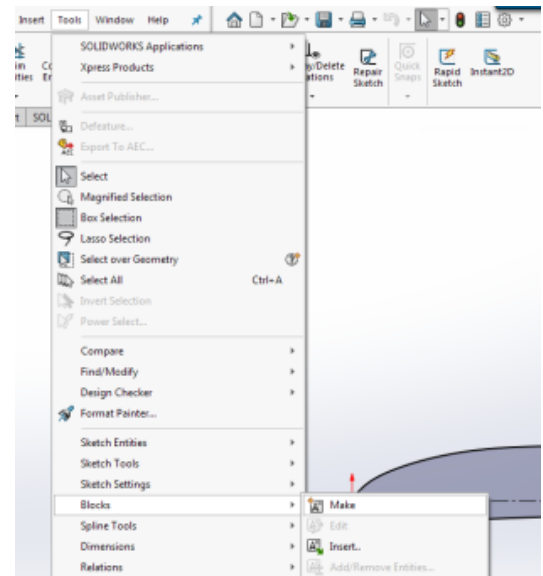 Insert Tools Window Help
Repair Sketch
Quick Snaps
Rapid Sketch
Instant2D
SOLIDWORKS Applications
Xpress Products
Asset Publisher...
Defeature...
Export To AEC...
Select
Magnified Selection
Box Selection
Lasso Selection
Select over Geometry
Select All Ctrl+A
Invert Selection
Power Select...
Compare
Find/Modify
Design Checker
Format Painter...
Sketch Entities
Sketch Tools
Sketch Settings
Blocks
Make
Spline Tools
Edit
Dimensions
Insert..
Relations
Add/Remove Entities...